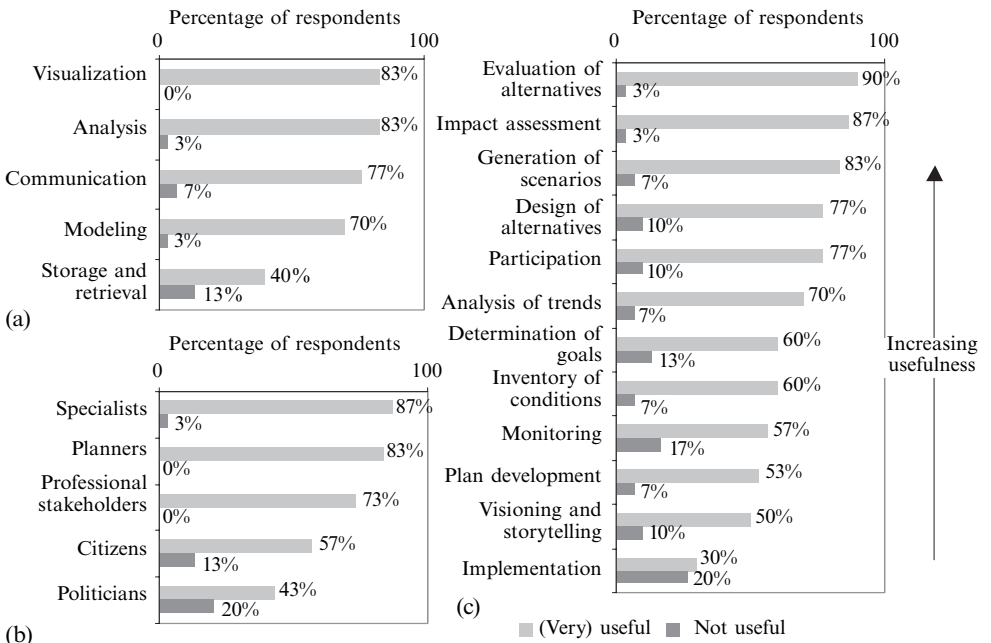 Percentage of respondents
0 100
Visualization 83%
0%
Analysis 83%
3%
Communication 77%
7%
Modeling 70%
3%
Storage and
retrieval 40%
13%
(a)
Percentage of respondents
0 100
Specialists 87%
3%
Planners 83%
0%
Professional
stakeholders 73%
0%
Citizens 57%
13%
Politicians 43%
20%
(b)
Percentage of respondents
0 100
Evaluation of
alternatives 90%
3%
Impact assessment 87%
3%
Generation of
scenarios 83%
7%
Design of
alternatives 77%
10%
Participation 77%
10%
Analysis of trends 70%
7%
Determination of
goals 60%
13%
Inventory of
conditions 60%
7%
Monitoring 57%
17%
Plan development 53%
7%
Visioning and
storytelling 50%
10%
Implementation 30%
20%
(c)
Increasing
usefulness
(Very) useful Not useful